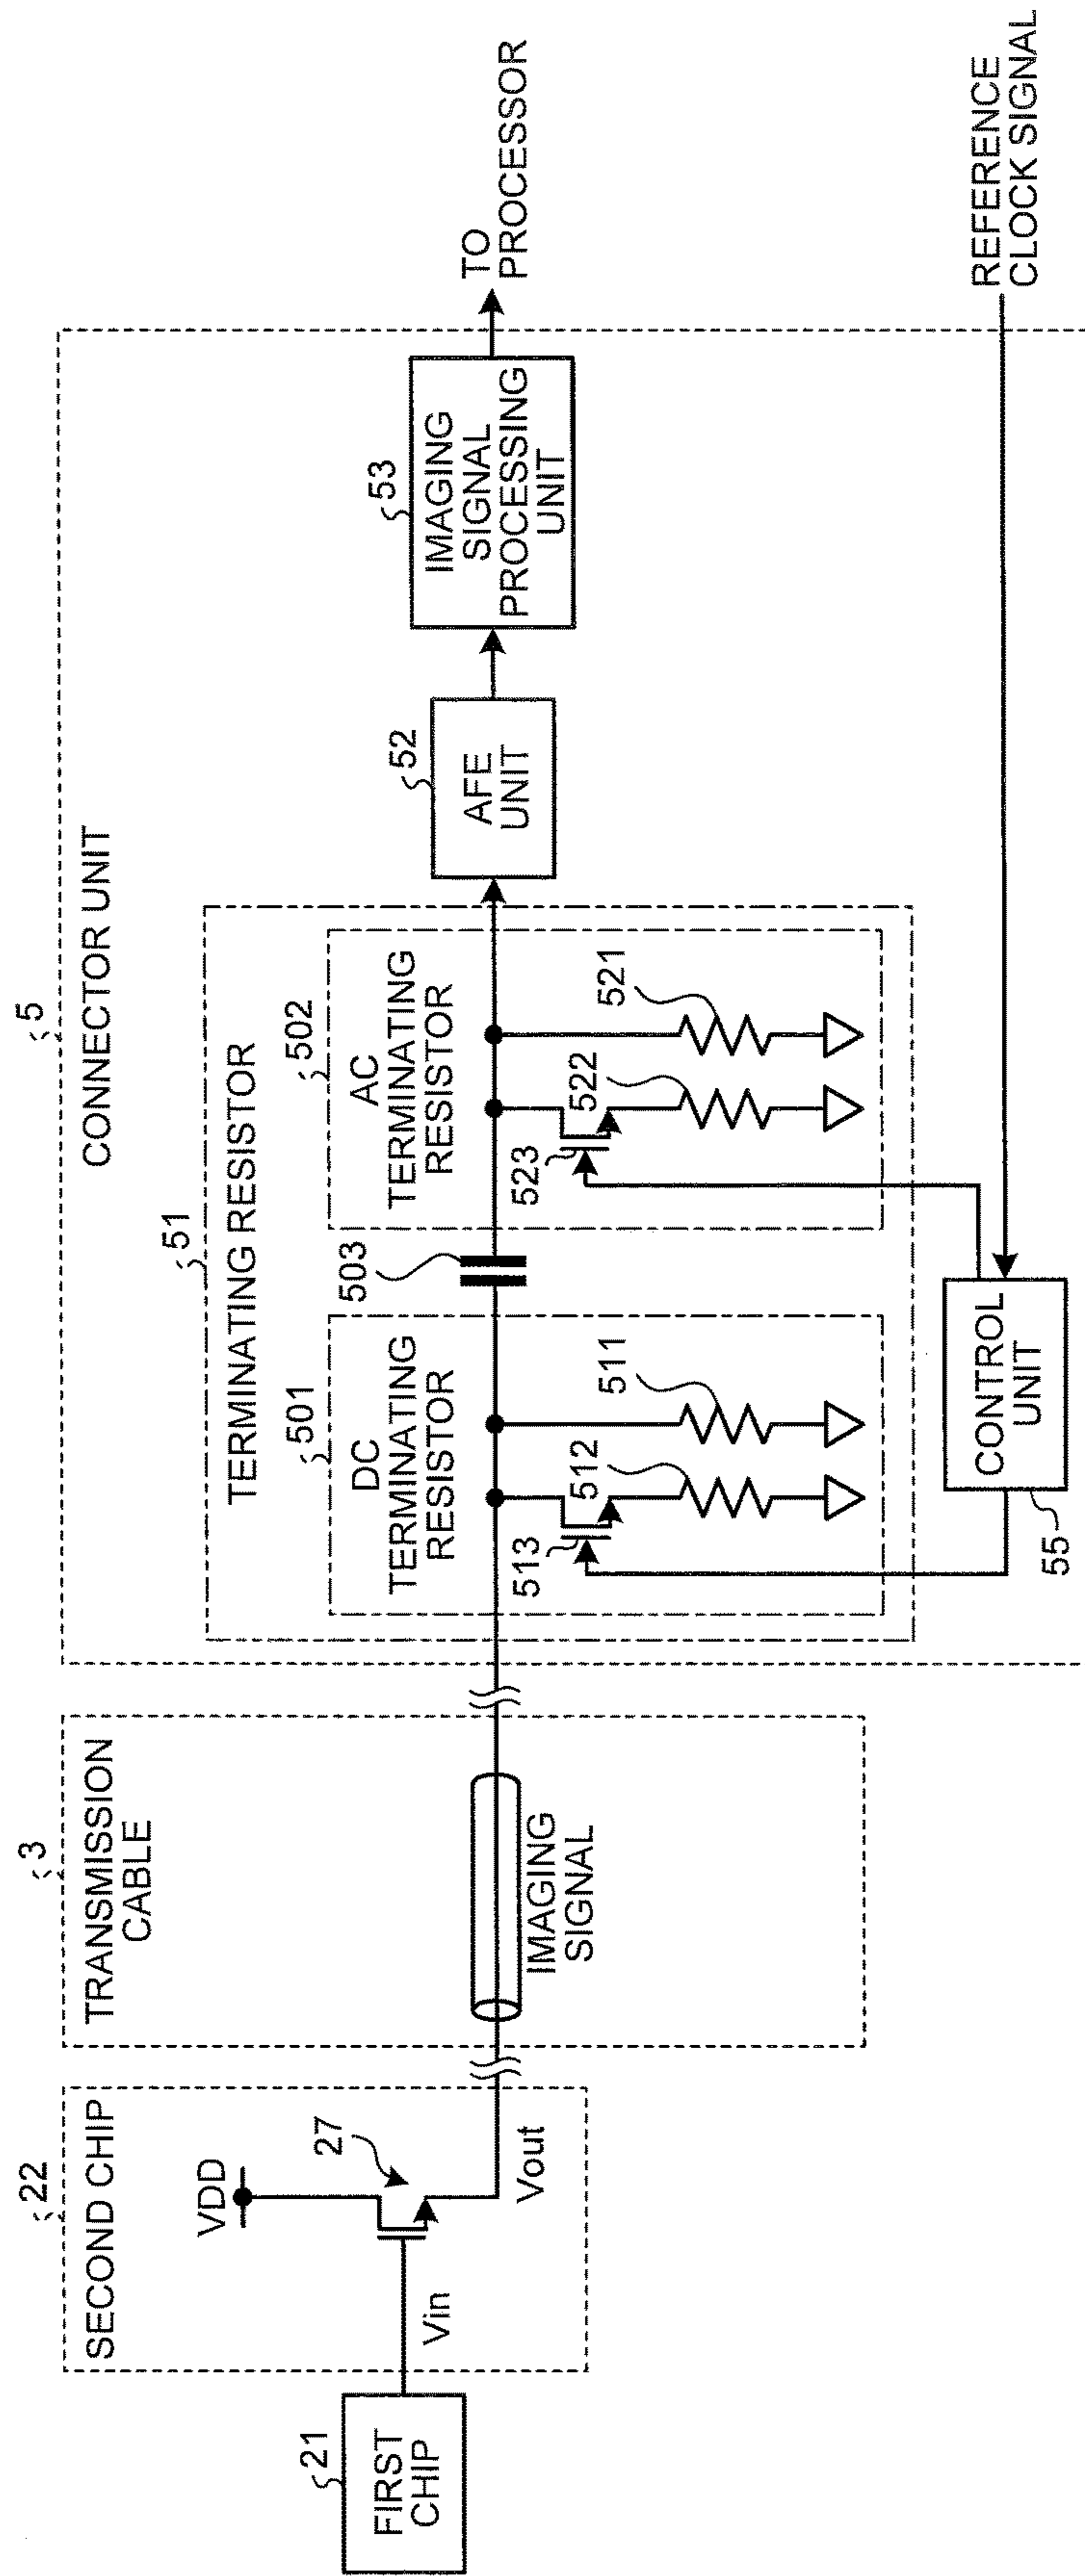 5
CONNECTOR UNIT
22
SECOND CHIP
VDD
27
Vin
Vout
21
FIRST
CHIP
3
TRANSMISSION
CABLE
IMAGING
SIGNAL
51
TERMINATING RESISTOR
501
DC
TERMINATING
RESISTOR
513
512
511
503
502
AC
TERMINATING
RESISTOR
523
522
521
52
AFE
UNIT
53
IMAGING
SIGNAL
PROCESSING
UNIT
TO
PROCESSOR
CONTROL
UNIT
55
REFERENCE
CLOCK SIGNAL